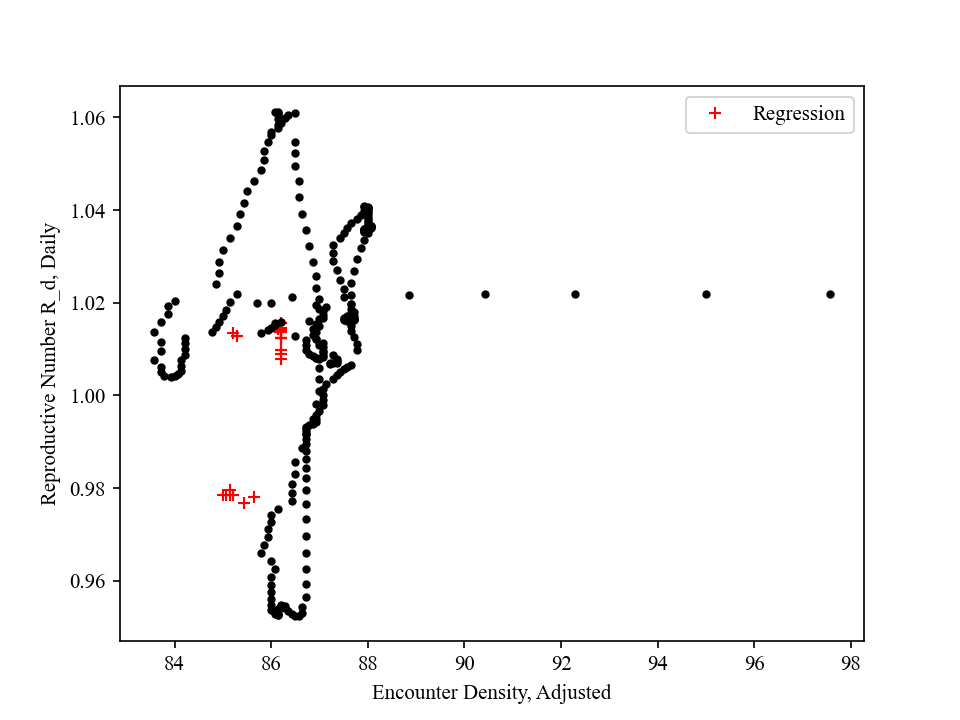 Regression
1.06
1.04
1.02
1.00
0.98
0.96
Reproductive Number R_d, Daily
84 86 88 90 92 94 96 98
Encounter Density, Adjusted